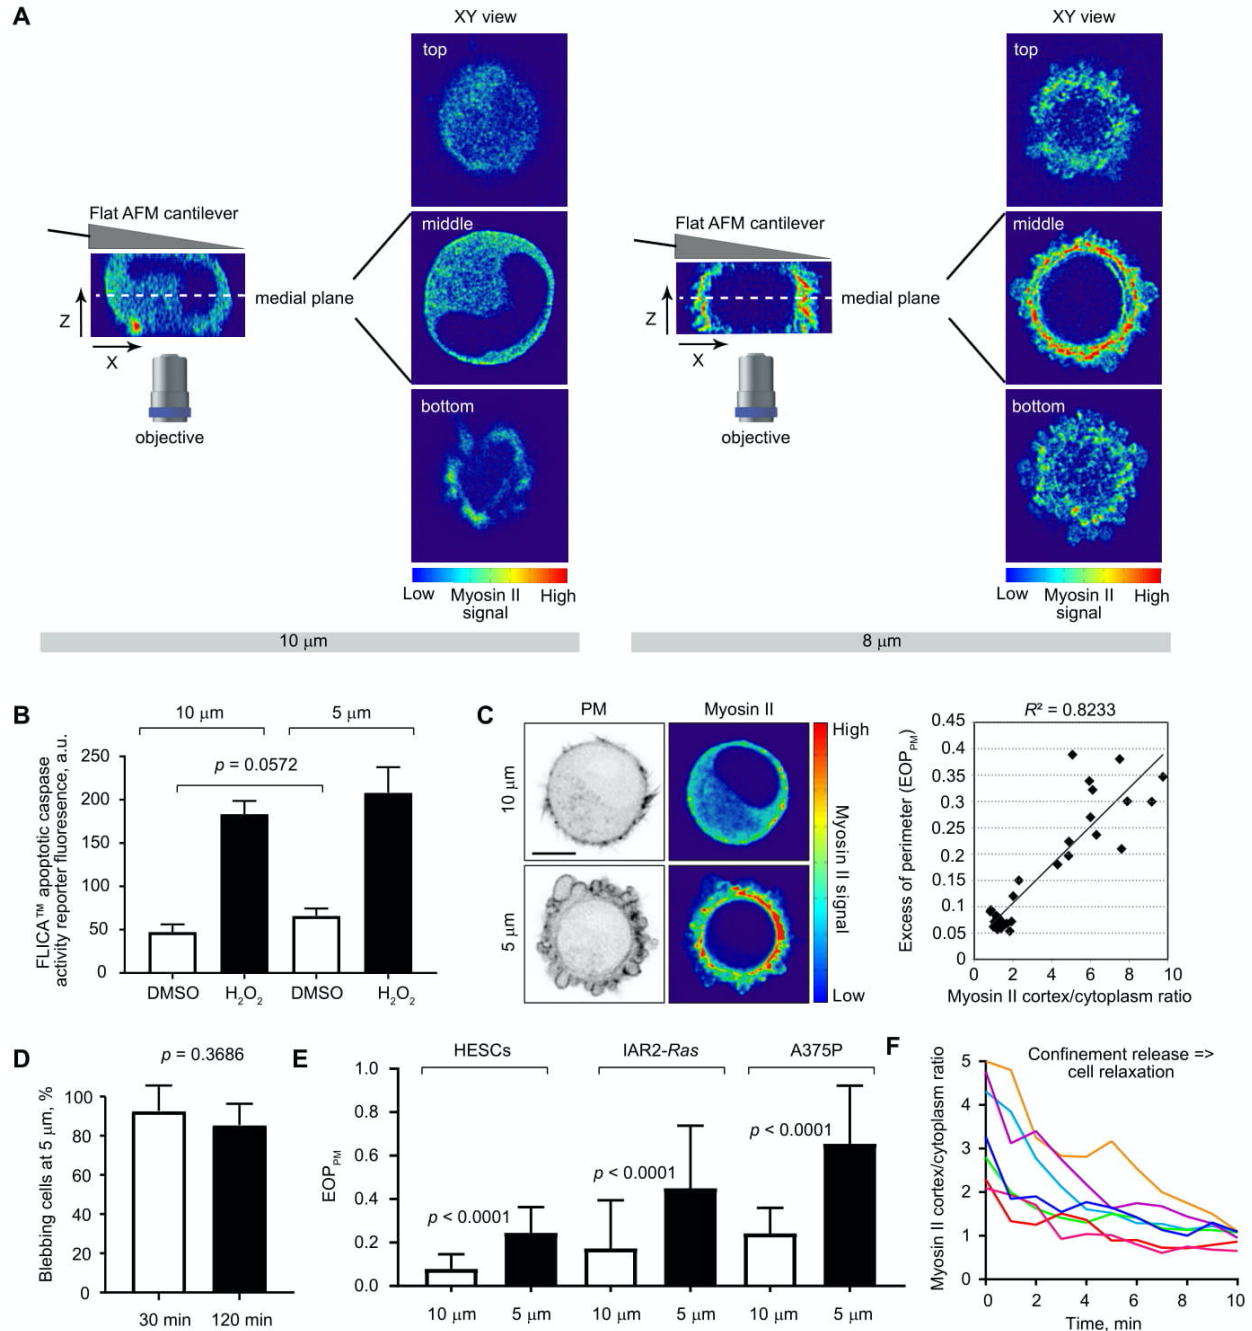 A
XY view
top
middle
bottom
Flat AFM cantilever
medial plane
Z
X
objective
Low Myosin II signal High
10 μm
XY view
top
middle
bottom
Flat AFM cantilever
medial plane
Z
X
objective
Low Myosin II signal High
8 μm
B
10 μm 5 μm
p = 0.0572
FLICA™ apoptotic caspase
activity reporter fluorescence, a.u.
250
200
150
100
50
0
DMSO H₂O₂ DMSO H₂O₂
C
PM Myosin II
10 μm
5 μm
High
Myosin II signal
Low
R² = 0.8233
Excess of perimeter (EOP_PM)
0.45
0.4
0.35
0.3
0.25
0.2
0.15
0.1
0.05
0 2 4 6 8 10
Myosin II cortex/cytoplasm ratio
D
p = 0.3686
Blebbing cells at 5 μm, %
100
80
60
40
20
0
30 min 120 min
E
HESCs IAR2-Ras A375P
EOP_PM
1.0
0.8
0.6
0.4
0.2
0.0
p < 0.0001
p < 0.0001
p < 0.0001
10 μm 5 μm 10 μm 5 μm 10 μm 5 μm
F
Confinement release =>
cell relaxation
Myosin II cortex/cytoplasm ratio
5
4
3
2
1
0
0 2 4 6 8 10
Time, min